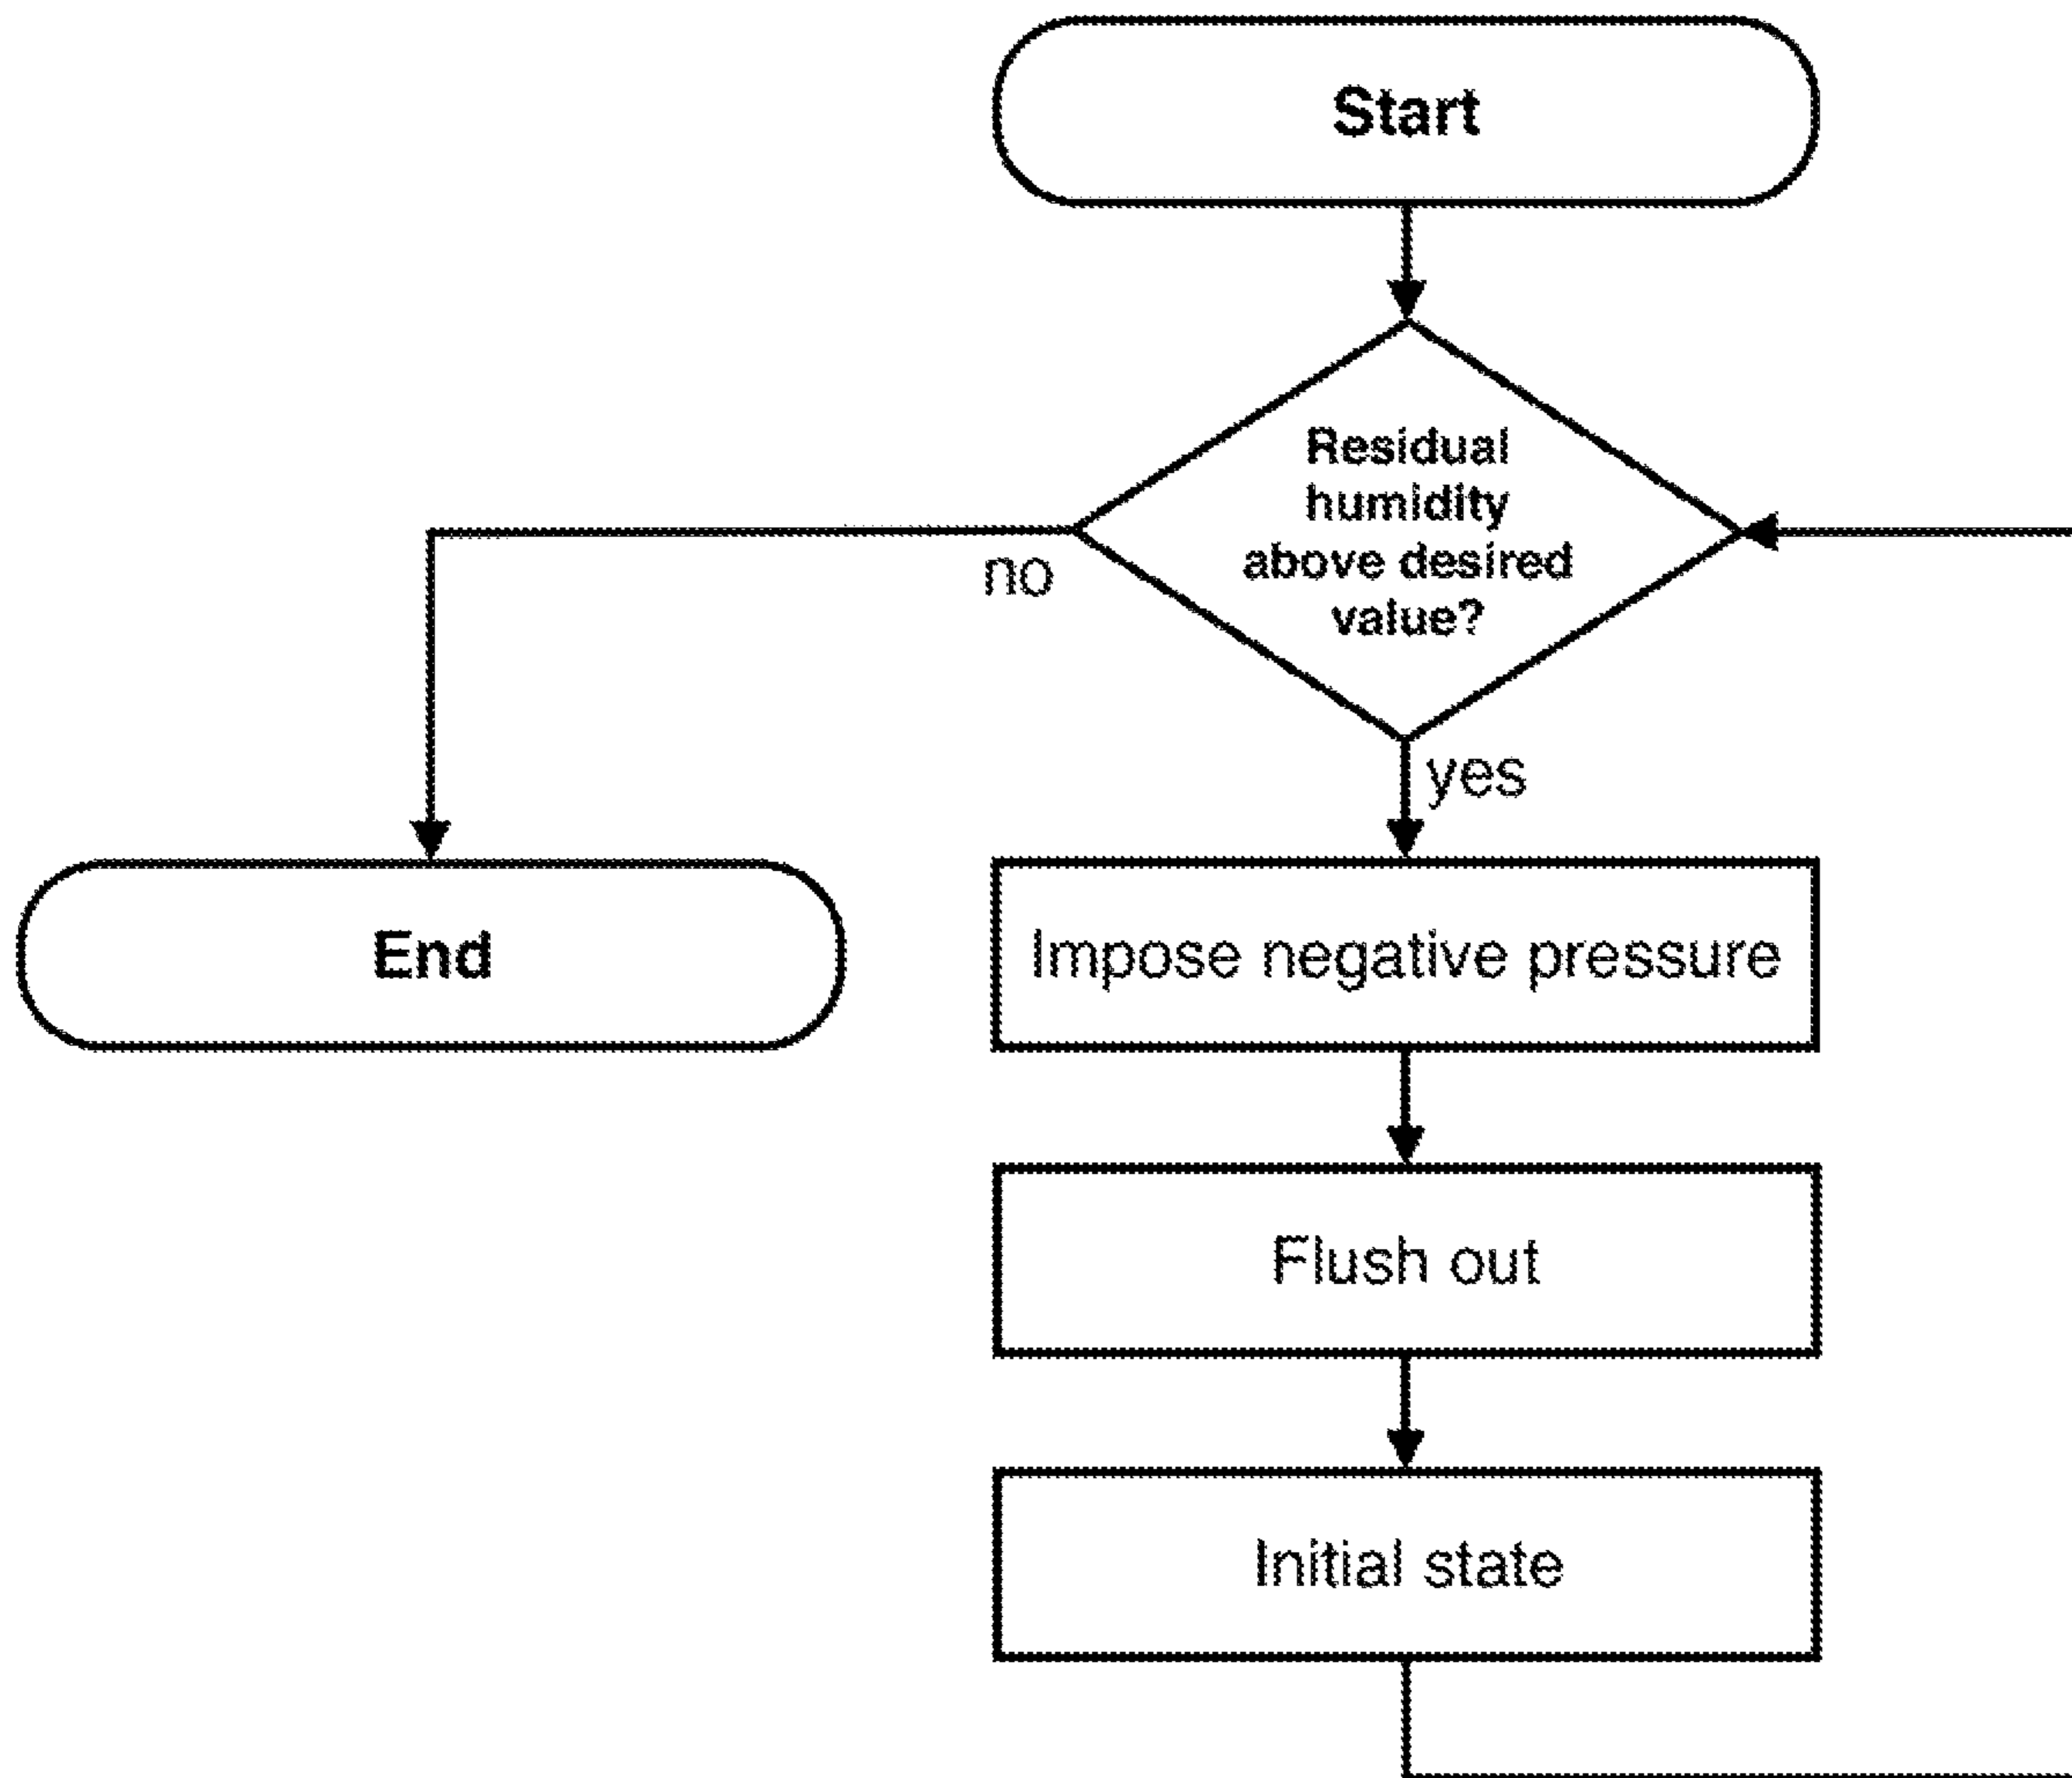 Start
Residual
humidity
above desired
value?
no
yes
End
Impose negative pressure
Flush out
Initial state